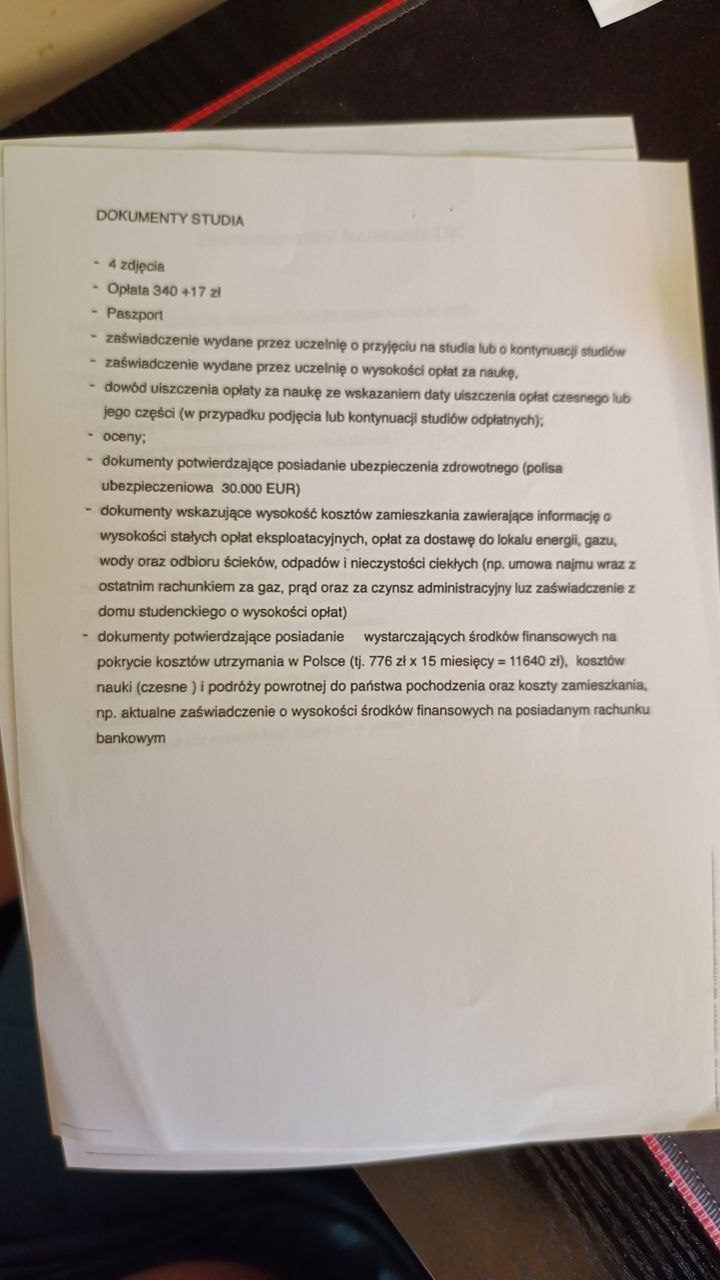 DOKUMENTY STUDIA
- 4 zdjęcia
- Opłata 340 +17 zł
- Paszport
- zaświadczenie wydane przez uczelnię o przyjęciu na studia lub o kontynuacji studiów
- zaświadczenie wydane przez uczelnię o wysokości opłat za naukę,
- dowód uiszczenia opłaty za naukę ze wskazaniem daty uiszczenia opłat czesnego lub
jego części (w przypadku podjęcia lub kontynuacji studiów odpłatnych);
- oceny;
- dokumenty potwierdzające posiadanie ubezpieczenia zdrowotnego (polisa
ubezpieczeniowa 30.000 EUR)
- dokumenty wskazujące wysokość kosztów zamieszkania zawierające informację o
wysokości stałych opłat eksploatacyjnych, opłat za dostawę do lokalu energii, gazu,
wody oraz odbioru ścieków, odpadów i nieczystości ciekłych (np. umowa najmu wraz z
ostatnim rachunkiem za gaz, prąd oraz za czynsz administracyjny luz zaświadczenie z
domu studenckiego o wysokości opłat)
- dokumenty potwierdzające posiadanie wystarczających środków finansowych na
pokrycie kosztów utrzymania w Polsce (tj. 776 zł x 15 miesięcy = 11640 zł), kosztów
nauki (czesne ) i podróży powrotnej do państwa pochodzenia oraz koszty zamieszkania,
np. aktualne zaświadczenie o wysokości środków finansowych na posiadanym rachunku
bankowym